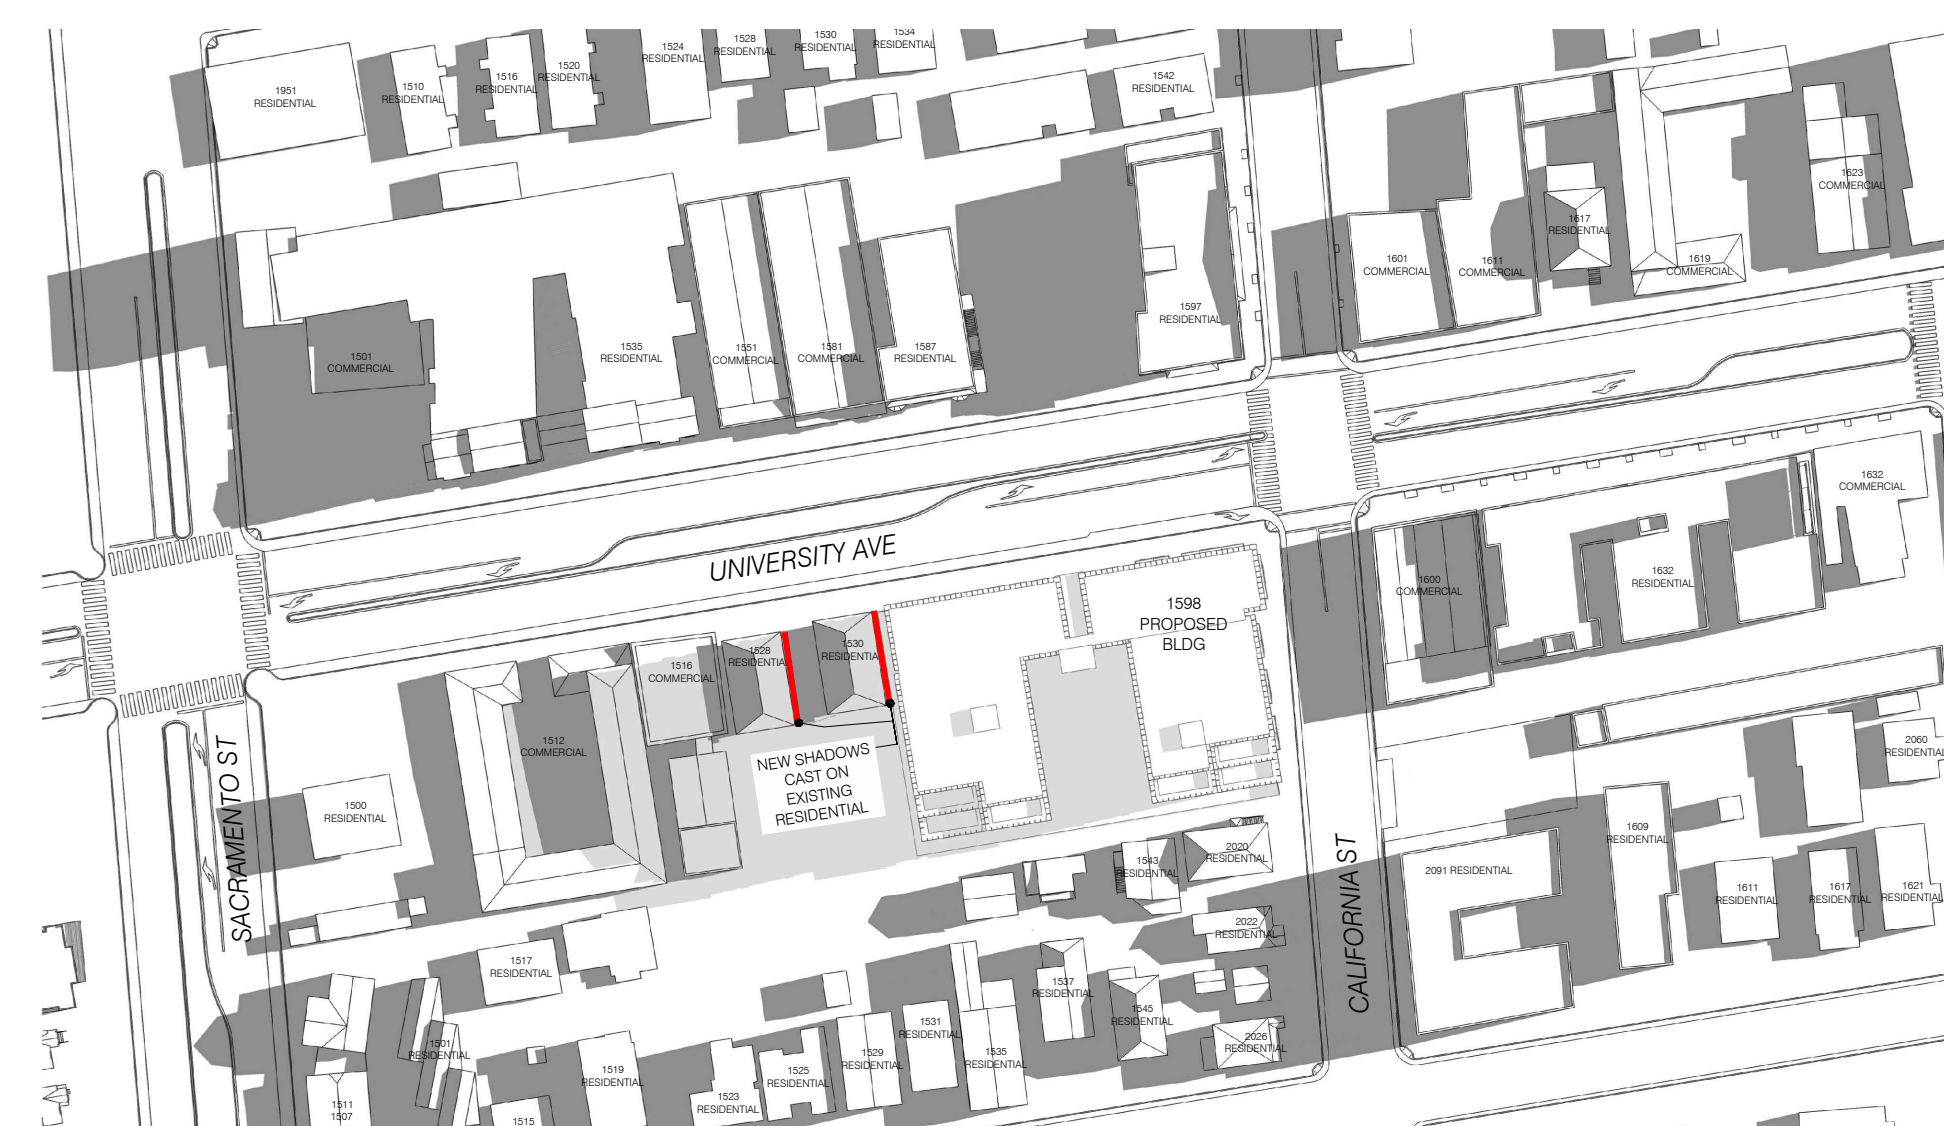 1534
RESIDENTIAL
1530
RESIDENTIAL
1528
RESIDENTIAL
1524
RESIDENTIAL
1520
RESIDENTIAL
1516
RESIDENTIAL
1510
RESIDENTIAL
1951
RESIDENTIAL
1542
RESIDENTIAL
1623
COMMERCIAL
1617
RESIDENTIAL
1601
COMMERCIAL
1611
COMMERCIAL
1619
COMMERCIAL
1597
RESIDENTIAL
1501
COMMERCIAL
1535
RESIDENTIAL
1551
COMMERCIAL
1581
COMMERCIAL
1587
RESIDENTIAL
1632
COMMERCIAL
UNIVERSITY AVE
1632
RESIDENTIAL
1600
COMMERCIAL
1598
PROPOSED
BLDG
1530
RESIDENTIAL
1528
RESIDENTIAL
1516
COMMERCIAL
1512
COMMERCIAL
NEW SHADOWS
CAST ON
EXISTING
RESIDENTIAL
1500
RESIDENTIAL
SACRAMENTO ST
CALIFORNIA ST
2060
RESIDENTIAL
1609
RESIDENTIAL
2020
RESIDENTIAL
1543
RESIDENTIAL
2091 RESIDENTIAL
1611
RESIDENTIAL
1617
RESIDENTIAL
1621
RESIDENTIAL
2022
RESIDENTIAL
1517
RESIDENTIAL
1537
RESIDENTIAL
1545
RESIDENTIAL
2026
RESIDENTIAL
1501
RESIDENTIAL
1531
RESIDENTIAL
1529
RESIDENTIAL
1535
RESIDENTIAL
1519
RESIDENTIAL
1525
RESIDENTIAL
1523
RESIDENTIAL
1511
1507
1515